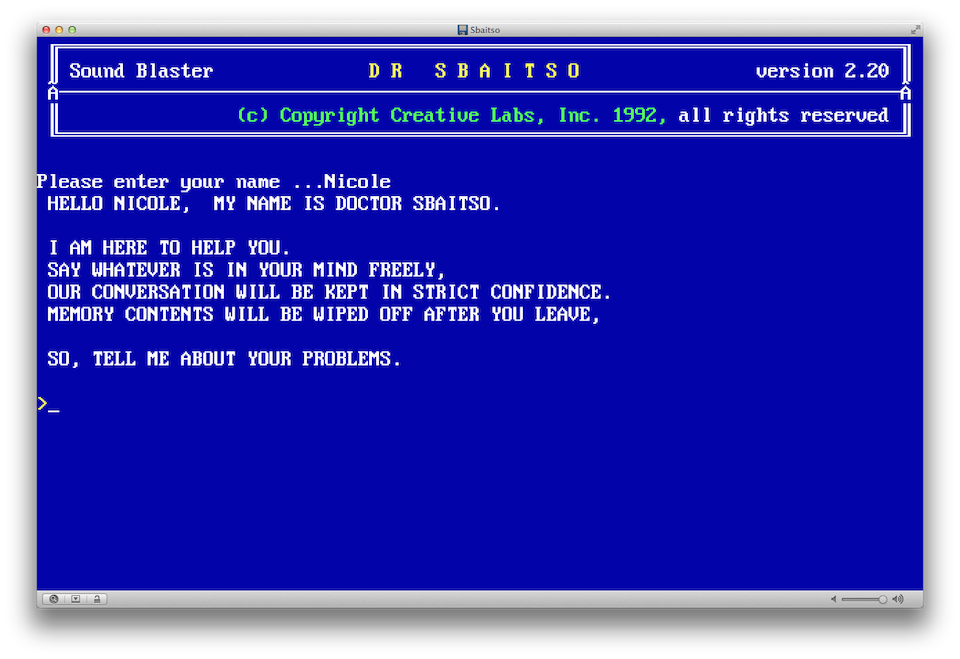 Sbaitso
Sound Blaster D R S B A I T S O version 2.20
(c) Copyright Creative Labs, Inc. 1992, all rights reserved
Please enter your name ...Nicole
HELLO NICOLE,  MY NAME IS DOCTOR SBAITSO.
I AM HERE TO HELP YOU.
SAY WHATEVER IS IN YOUR MIND FREELY,
OUR CONVERSATION WILL BE KEPT IN STRICT CONFIDENCE.
MEMORY CONTENTS WILL BE WIPED OFF AFTER YOU LEAVE,
SO, TELL ME ABOUT YOUR PROBLEMS.
>_